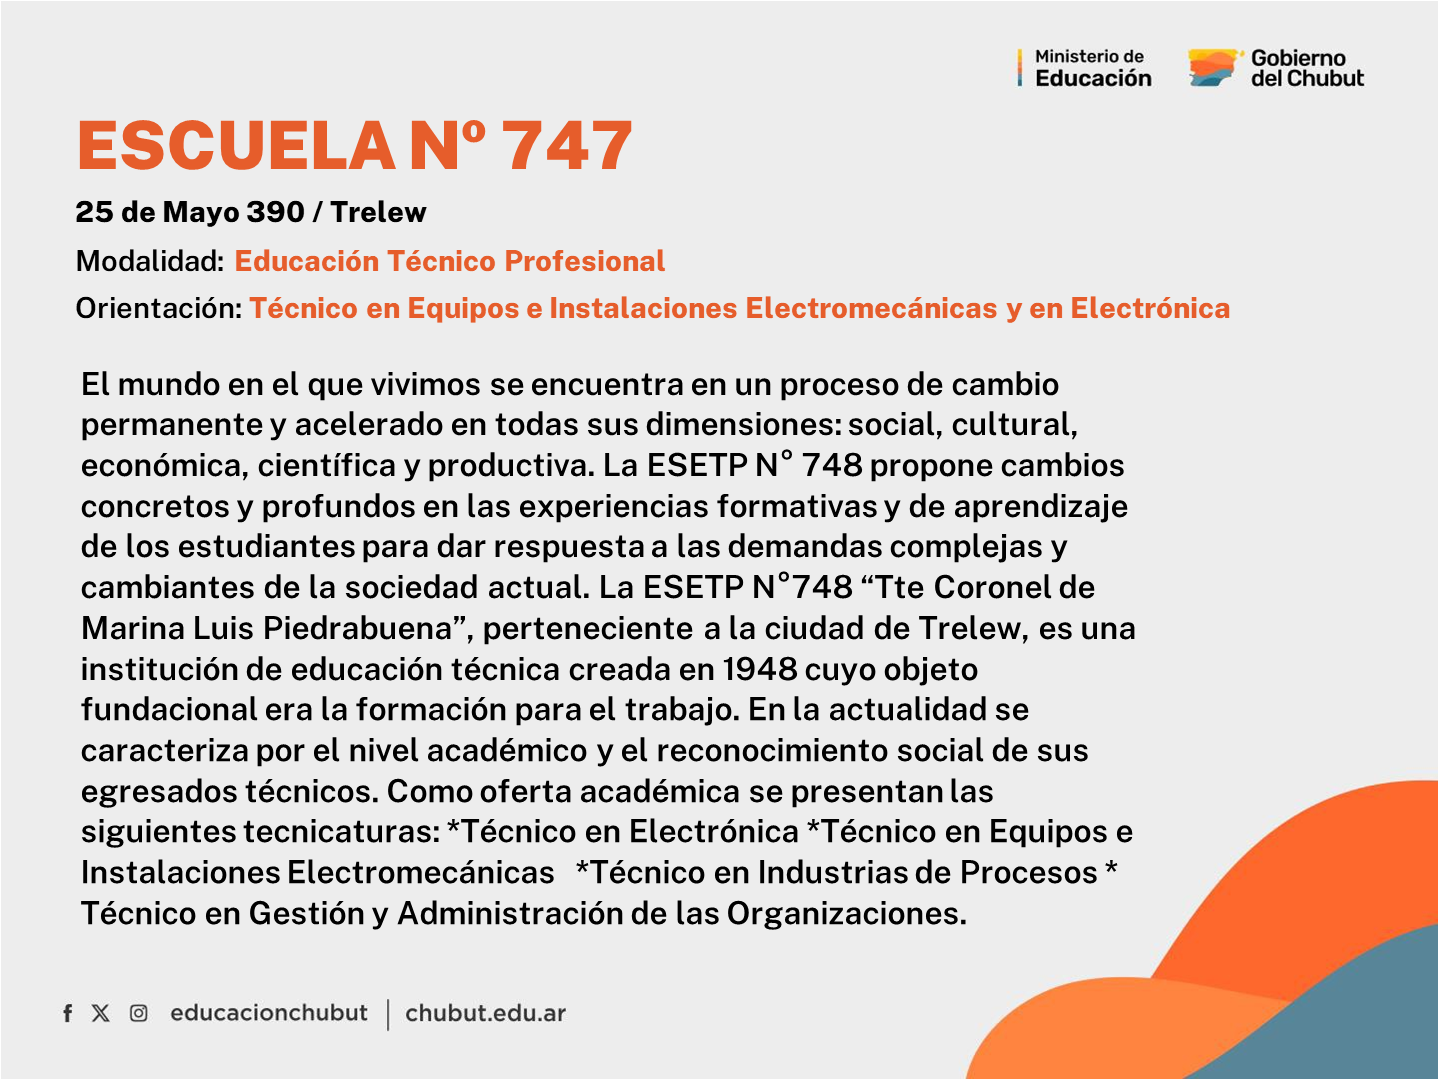 Ministerio de
Educación
Gobierno
del Chubut
ESCUELA Nº 747
25 de Mayo 390 / Trelew
Modalidad: Educación Técnico Profesional
Orientación: Técnico en Equipos e Instalaciones Electromecánicas y en Electrónica
El mundo en el que vivimos se encuentra en un proceso de cambio
permanente y acelerado en todas sus dimensiones: social, cultural,
económica, científica y productiva. La ESETP N° 748 propone cambios
concretos y profundos en las experiencias formativas y de aprendizaje
de los estudiantes para dar respuesta a las demandas complejas y
cambiantes de la sociedad actual. La ESETP N°748 “Tte Coronel de
Marina Luis Piedrabuena”, perteneciente a la ciudad de Trelew, es una
institución de educación técnica creada en 1948 cuyo objeto
fundacional era la formación para el trabajo. En la actualidad se
caracteriza por el nivel académico y el reconocimiento social de sus
egresados técnicos. Como oferta académica se presentan las
siguientes tecnicaturas: *Técnico en Electrónica *Técnico en Equipos e
Instalaciones Electromecánicas *Técnico en Industrias de Procesos *
Técnico en Gestión y Administración de las Organizaciones.
educacionchubut | chubut.edu.ar